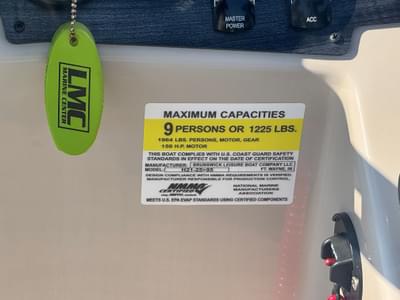 MASTER
POWER
ACC
LMC
MARINE CENTER
MAXIMUM CAPACITIES
9 PERSONS OR 1225 LBS.
1984 LBS. PERSONS, MOTOR, GEAR
150 H.P. MOTOR
THIS BOAT COMPLIES WITH U.S. COAST GUARD SAFETY
STANDARDS IN EFFECT ON THE DATE OF CERTIFICATION
MANUFACTURER: BRUNSWICK LEISURE BOAT COMPANY LLC
MODEL: FT. WAYNE, IN
DESIGN COMPLIANCE WITH NMMA REQUIREMENTS IS VERIFIED.
MANUFACTURER RESPONSIBLE FOR PRODUCTION CONTROL.
NMMA
CERTIFIED
NATIONAL MARINE
MANUFACTURERS
ASSOCIATION
MEETS U.S. EPA EVAP STANDARDS USING CERTIFIED COMPONENTS